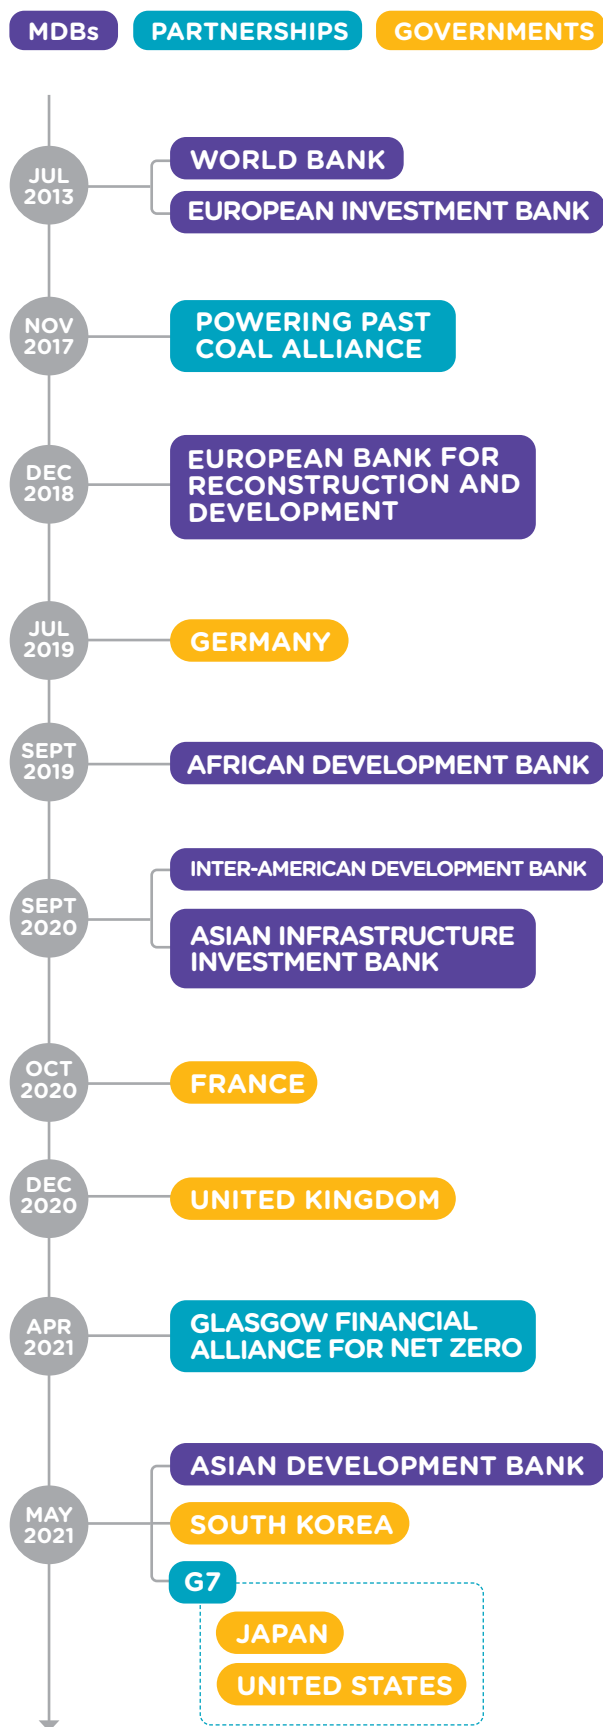 MDBs
PARTNERSHIPS
GOVERNMENTS
JUL
2013
WORLD BANK
EUROPEAN INVESTMENT BANK
NOV
2017
POWERING PAST
COAL ALLIANCE
DEC
2018
EUROPEAN BANK FOR
RECONSTRUCTION AND
DEVELOPMENT
JUL
2019
GERMANY
SEPT
2019
AFRICAN DEVELOPMENT BANK
SEPT
2020
INTER-AMERICAN DEVELOPMENT BANK
ASIAN INFRASTRUCTURE
INVESTMENT BANK
OCT
2020
FRANCE
DEC
2020
UNITED KINGDOM
APR
2021
GLASGOW FINANCIAL
ALLIANCE FOR NET ZERO
MAY
2021
ASIAN DEVELOPMENT BANK
SOUTH KOREA
G7
JAPAN
UNITED STATES